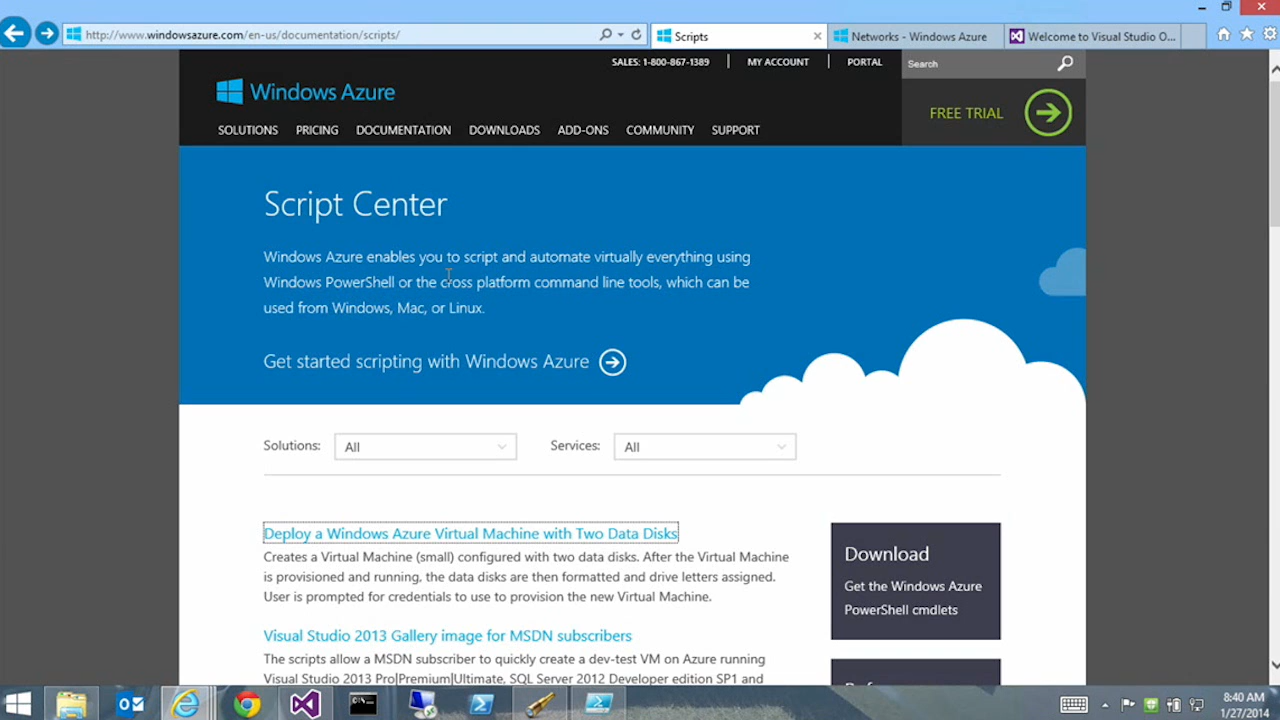 http://www.windowsazure.com/en-us/documentation/scripts/
Scripts
Networks - Windows Azure
Welcome to Visual Studio O...
SALES: 1-800-867-1389
MY ACCOUNT
PORTAL
Search
Windows Azure
FREE TRIAL
SOLUTIONS PRICING DOCUMENTATION DOWNLOADS ADD-ONS COMMUNITY SUPPORT
Script Center
Windows Azure enables you to script and automate virtually everything using
Windows PowerShell or the cross platform command line tools, which can be
used from Windows, Mac, or Linux.
Get started scripting with Windows Azure
Solutions: All Services: All
Deploy a Windows Azure Virtual Machine with Two Data Disks
Creates a Virtual Machine (small) configured with two data disks. After the Virtual Machine
is provisioned and running, the data disks are then formatted and drive letters assigned.
User is prompted for credentials to use to provision the new Virtual Machine.
Visual Studio 2013 Gallery image for MSDN subscribers
The scripts allow a MSDN subscriber to quickly create a dev-test VM on Azure running
Visual Studio 2013 Pro|Premium|Ultimate, SQL Server 2012 Developer edition SP1 and
Download
Get the Windows Azure
PowerShell cmdlets
8:40 AM
1/27/2014